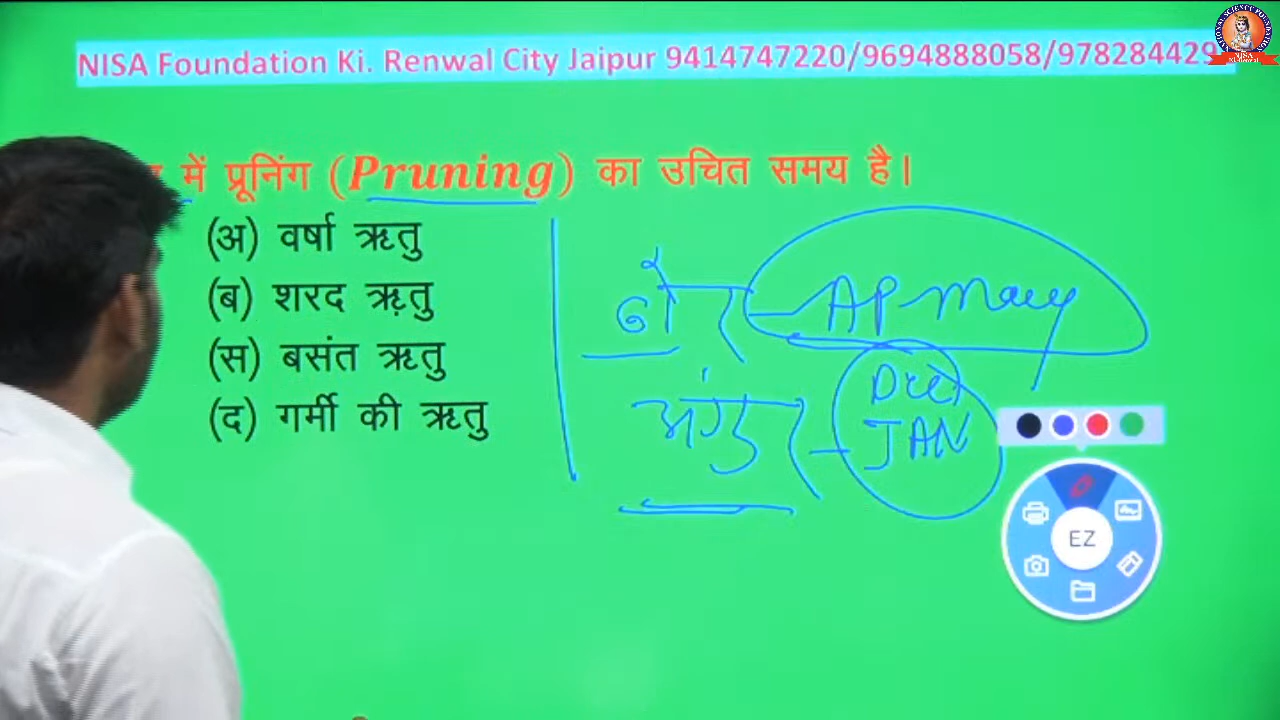 NISA Foundation Ki. Renwal City Jaipur 9414747220/9694888058/978284429
में प्रूनिंग (Pruning) का उचित समय है।
(अ) वर्षा ऋतु
(ब) शरद ऋतु
(स) बसंत ऋतु
(द) गर्मी की ऋतु
बेर - AP May
अंगूर - Dec
JAN
EZ